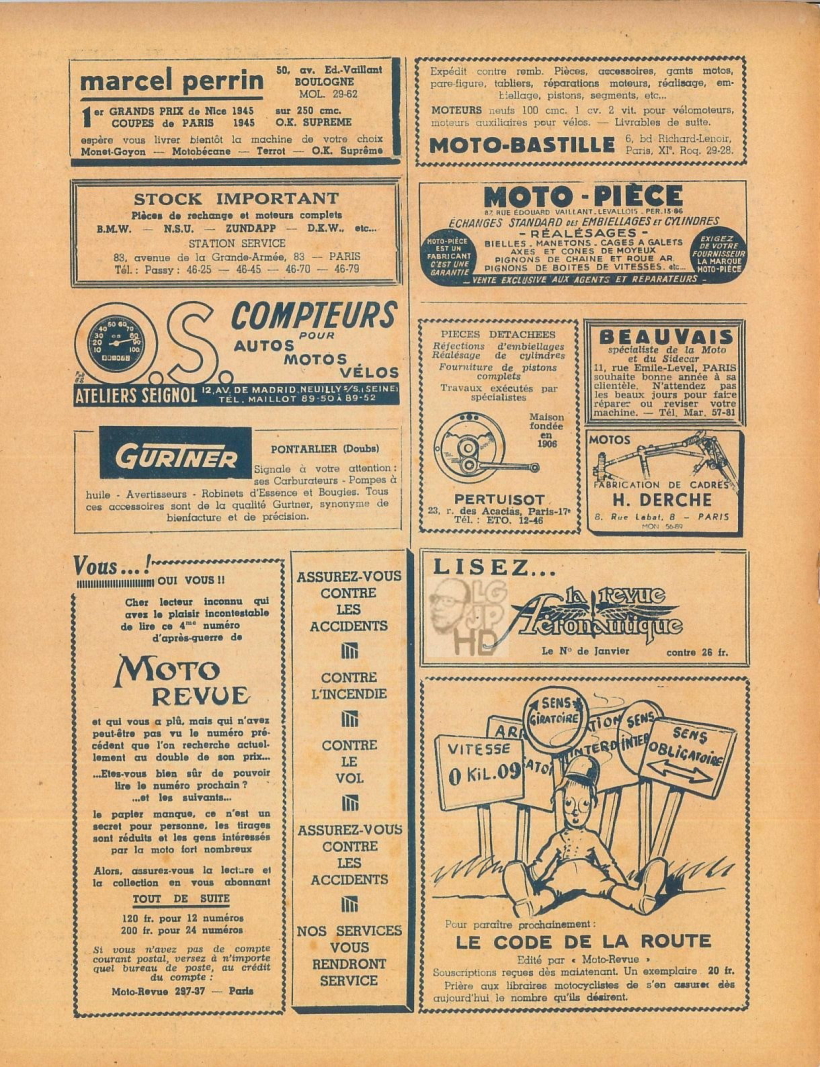 marcel perrin
50, av. Ed.-Vaillant
BOULOGNE
MOL. 29-62
1er GRANDS PRIX de Nice 1945 sur 250 cmc.
COUPES de PARIS 1945 O.K. SUPREME
espère vous livrer bientôt la machine de votre choix
Monet-Goyon — Motobécane — Terrot — O.K. Suprême
Expédit contre remb. Pièces, accessoires, gants motos,
pare-figure, tabliers, réparations moteurs, réalisage, em-
biellage, pistons, segments, etc...
MOTEURS neufs 100 cmc. 1 cv. 2 vit. pour vélomoteurs,
moteurs auxiliaires pour vélos. — Livrables de suite.
MOTO-BASTILLE 6, bd Richard-Lenoir,
Paris, XIe. Roq. 29-28.
STOCK IMPORTANT
Pièces de rechange et moteurs complets
B.M.W. — N.S.U. — ZUNDAPP — D.K.W.. etc...
STATION SERVICE
83, avenue de la Grande-Armée, 83 — PARIS
Tél.: Passy: 46-25 — 46-45 — 46-70 — 46-79
MOTO-PIÈCE
87, RUE EDOUARD VAILLANT. LEVALLOIS. PER. 15-86
ECHANGES STANDARD des EMBIELLAGES et CYLINDRES
- RÉALÉSAGES -
BIELLES. MANETONS. CAGES A GALETS
AXES ET CONES DE MOYEUX
PIGNONS DE CHAINE ET ROUE AR.
PIGNONS DE BOITES DE VITESSES. etc...
MOTO-PIÈCE
EST UN
FABRICANT
C'EST UNE
GARANTIE
EXIGEZ
DE VOTRE
FOURNISSEUR
LA MARQUE
MOTO-PIÈCE
- VENTE EXCLUSIVE AUX AGENTS ET REPARATEURS -
O.S.
COMPTEURS
POUR
AUTOS
MOTOS
VÉLOS
10 20 30 40 50 60 70 80 90 100
ATELIERS SEIGNOL 12, AV. DE MADRID. NEUILLY S/S. (SEINE)
TÉL. MAILLOT 89-50 A 89-52
PIECES DETACHEES
Réfections d'embiellages
Réalésage de cylindres
Fourniture de pistons
complets
Travaux exécutés par
spécialistes
Maison
fondée
en
1906
PERTUISOT
23, r. des Acacias, Paris-17e
Tél.: ETO. 12-46
BEAUVAIS
spécialiste de la Moto
et du Sidecar
11, rue Emile-Level, PARIS
souhaite bonne année à sa
clientèle. N'attendez pas
les beaux jours pour faire
réparer ou reviser votre
machine. — Tél. Mar. 57-81
MOTOS
FABRICATION DE CADRES
H. DERCHE
8. Rue Labat, 8 - PARIS
MON 56-89
GURTNER
PONTARLIER (Doubs)
Signale à votre attention:
ses Carburateurs - Pompes à
huile - Avertisseurs - Robinets d'Essence et Bougies. Tous
ces accessoires sont de la qualité Gurtner, synonyme de
bienfacture et de précision.
Vous...!
OUI VOUS !!
Cher lecteur inconnu qui
avez le plaisir incontestable
de lire ce 4me numéro
d'après-guerre de
MOTO
REVUE
et qui vous a plû, mais qui n'avez
peut-être pas vu le numéro pré-
cédent que l'on recherche actuel-
lement au double de son prix...
...Etes-vous bien sûr de pouvoir
lire le numéro prochain ?
...et les suivants...
le papier manque, ce n'est un
secret pour personne, les tirages
sont réduits et les gens intéressés
par la moto fort nombreux
Alors, assurez-vous la lecture et
la collection en vous abonnant
TOUT DE SUITE
120 fr. pour 12 numéros
200 fr. pour 24 numéros
Si vous n'avez pas de compte
courant postal, versez à n'importe
quel bureau de poste, au crédit
du compte:
Moto-Revue 297-37 — Paris
ASSUREZ-VOUS
CONTRE
LES
ACCIDENTS
CONTRE
L'INCENDIE
CONTRE
LE
VOL
ASSUREZ-VOUS
CONTRE
LES
ACCIDENTS
NOS SERVICES
VOUS
RENDRONT
SERVICE
LISEZ...
la revue
Aéronautique
Le No de Janvier contre 26 fr.
LGJPHD
VITESSE
0 KIL.09
SENS
GIRATOIRE
SENS
INTER
SENS
OBLIGATOIRE
Pour paraître prochainement:
LE CODE DE LA ROUTE
Edité par « Moto-Revue »
Souscriptions reçues dès maintenant. Un exemplaire 20 fr.
Prière aux libraires motocyclistes de s'en assurer dès
aujourd'hui le nombre qu'ils désirent.